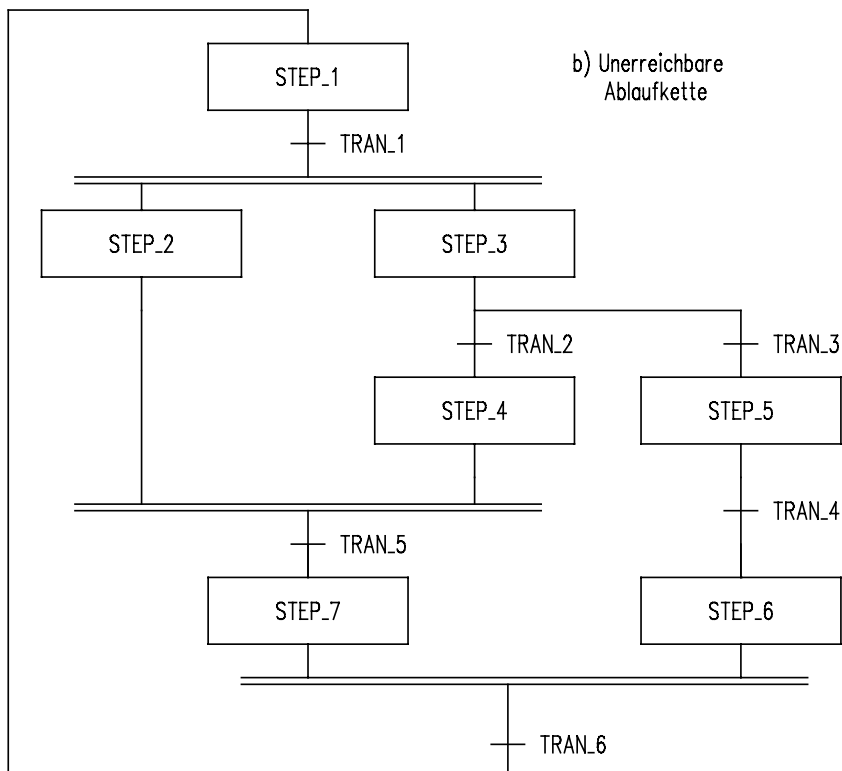 STEP_1
b) Unerreichbare
Ablaufkette
TRAN_1
STEP_2
STEP_3
TRAN_2
TRAN_3
STEP_4
STEP_5
TRAN_4
TRAN_5
STEP_7
STEP_6
TRAN_6